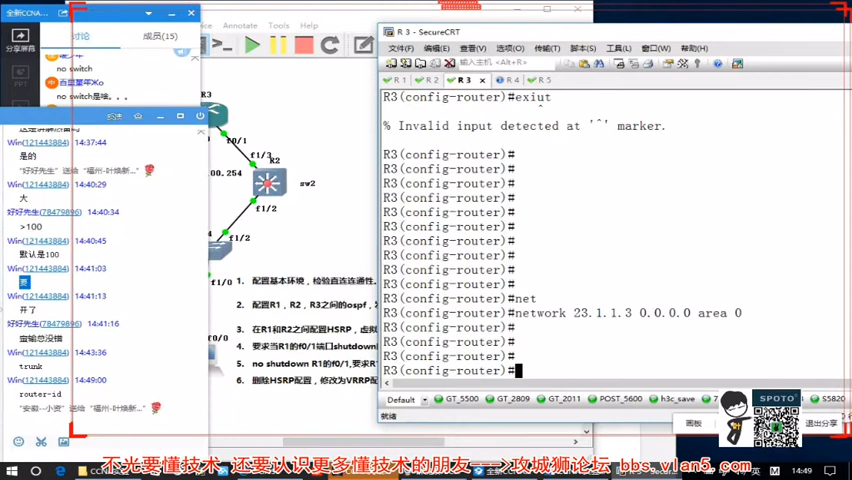 全新CCNA...
分享屏幕
PPT
讨论
成员(15)
no switch
百里童年Жo
no switch是啥。。。
Win(121443884) 14:37:44
是的
"好好先生"送给 "福州-叶焕新..."
Win(121443884) 14:40:29
大
好好先生(78479896) 14:40:34
>100
Win(121443884) 14:40:45
默认是100
Win(121443884) 14:41:03
要
Win(121443884) 14:41:13
开了
好好先生(78479896) 14:41:16
Win(121443884) 14:43:36
trunk
Win(121443884) 14:49:00
router-id
"安徽--小资" 送给 "福州-叶焕新..."
Annotate Tools Help
R3
f0/1
f1/3
R2
100.254
sw2
f1/2
f1/2
f1/0
f0/0
1、 配置基本环境，检验直连连通性。
2、 配置R1，R2，R3之间的ospf，
3、 在R1和R2之间配置HSRP，虚拟
4、 要求当R1的f0/1端口shutdown
5、 no shutdown R1的f0/1,要求R1
6、 删除HSRP配置，修改为VRRP配
R 3 - SecureCRT
文件(F) 编辑(E) 查看(V) 选项(O) 传输(T) 脚本(S) 工具(L) 窗口(W) 帮助(H)
输入主机 <Alt+R>
R 1 R 2 R 3 × R 4 R 5
R3(config-router)#exiut
^
% Invalid input detected at '^' marker.
R3(config-router)#
R3(config-router)#
R3(config-router)#
R3(config-router)#
R3(config-router)#
R3(config-router)#
R3(config-router)#
R3(config-router)#
R3(config-router)#
R3(config-router)#
R3(config-router)#net
R3(config-router)#network 23.1.1.3 0.0.0.0 area 0
R3(config-router)#
R3(config-router)#
R3(config-router)#
R3(config-router)#
Default GT_5500 GT_2809 GT_2011 POST_5600 h3c_save S5820
就绪
SPOTO
画板
退出分享
不光要懂技术 还要认识更多懂技术的朋友--->攻城狮论坛 bbs.vlan5.com
14:49